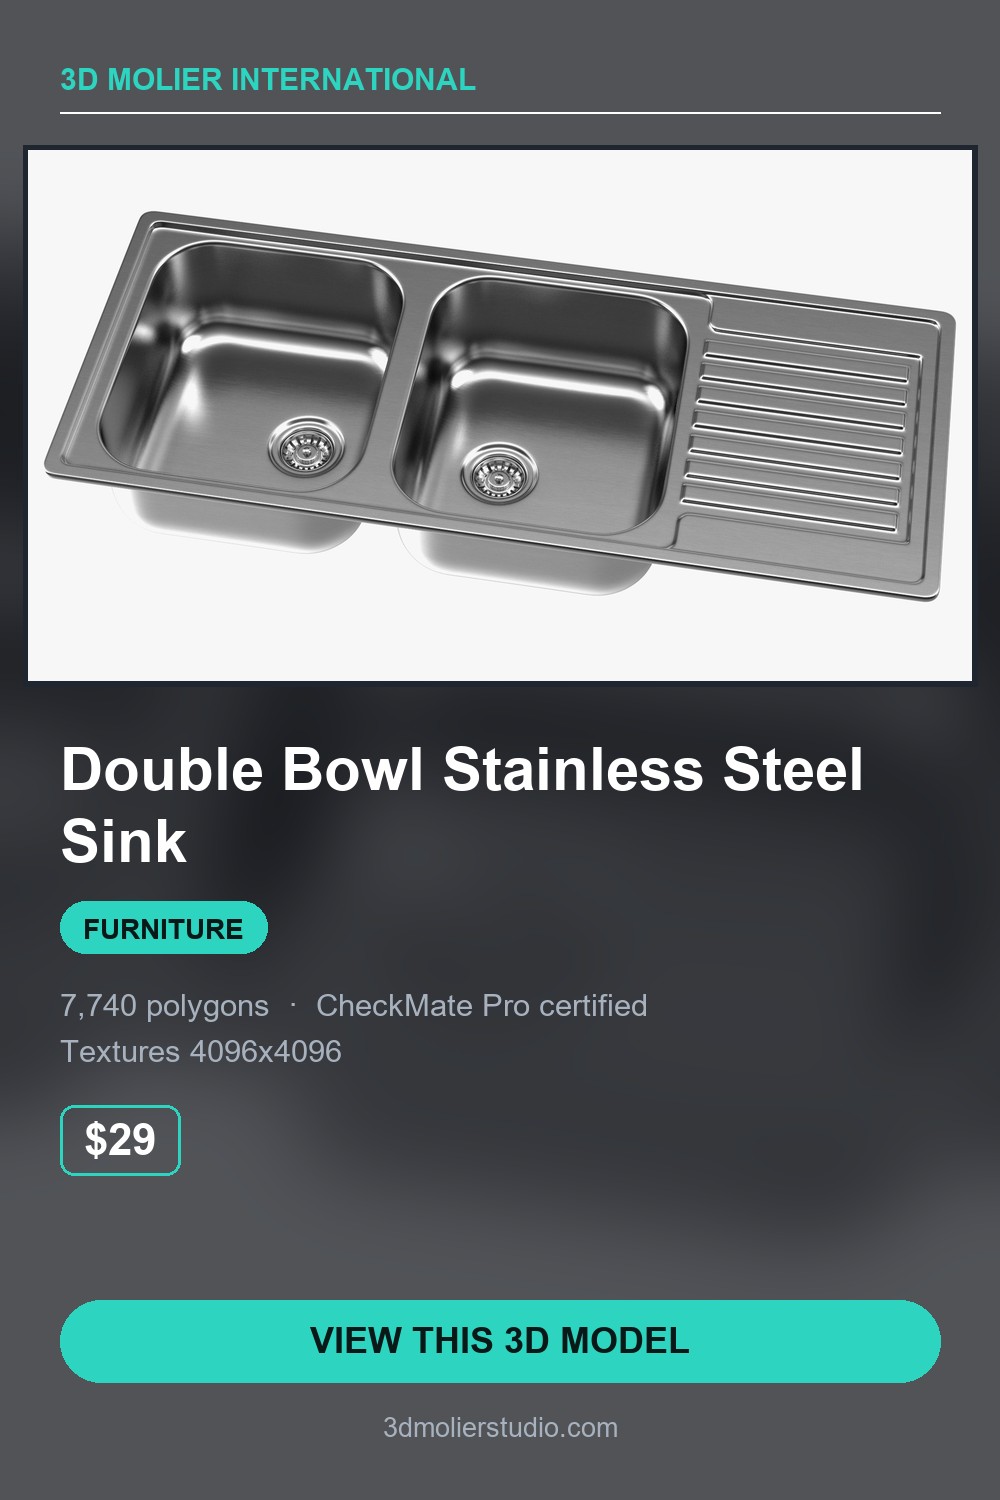 3D MOLIER INTERNATIONAL
Double Bowl Stainless Steel
Sink
FURNITURE
7,740 polygons · CheckMate Pro certified
Textures 4096x4096
$29
VIEW THIS 3D MODEL
3dmolierstudio.com